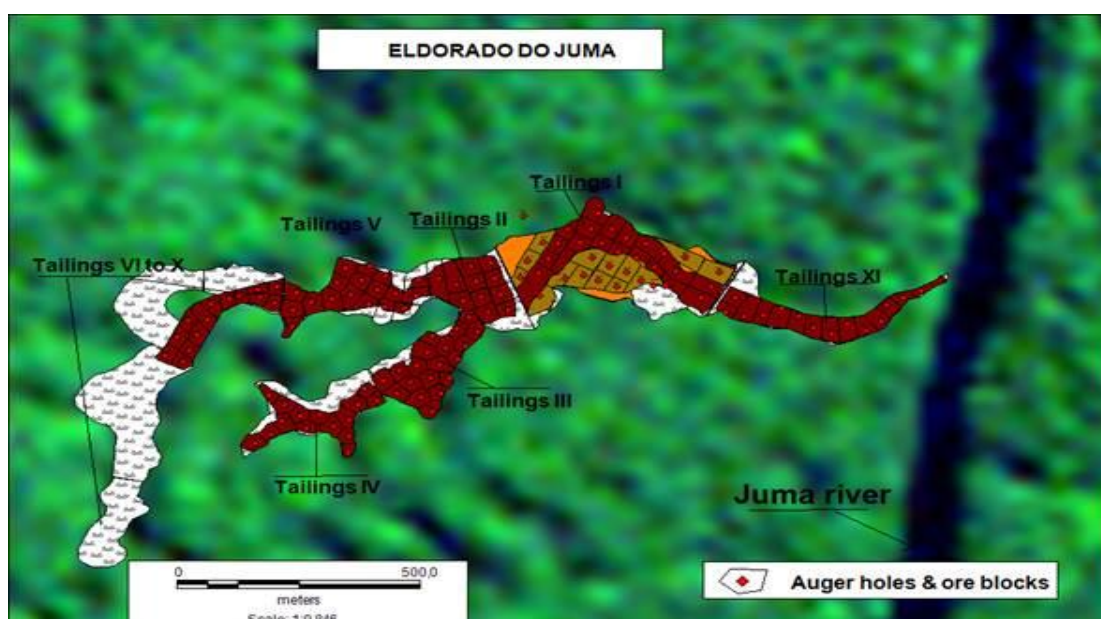 ELDORADO DO JUMA
Tailings I
Tailings V
Tailings II
Tailings VI to X
Tailings XI
Tailings III
Tailings IV
Juma river
0 500,0
meters
Auger holes & ore blocks
Scale: